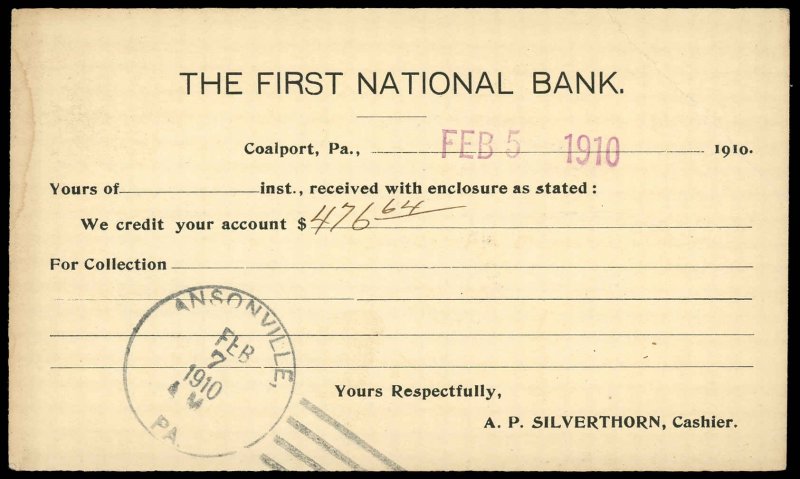 THE FIRST NATIONAL BANK.
Coalport, Pa., FEB 5 1910 1910.
Yours of inst., received with enclosure as stated:
We credit your account $476 64
For Collection
ANSONVILLE,
FEB
7
1910
A M
PA
Yours Respectfully,
A. P. SILVERTHORN, Cashier.